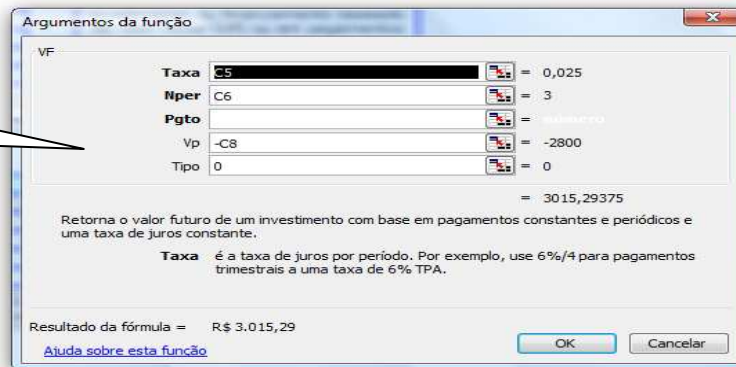 Argumentos da função
VF
Taxa C5 = 0,025
Nper C6 = 3
Pgto = número
Vp -C8 = -2800
Tipo 0 = 0
= 3015,29375
Retorna o valor futuro de um investimento com base em pagamentos constantes e periódicos e
uma taxa de juros constante.
Taxa é a taxa de juros por período. Por exemplo, use 6%/4 para pagamentos
trimestrais a uma taxa de 6% TPA.
Resultado da fórmula = R$ 3.015,29
Ajuda sobre esta função
OK
Cancelar